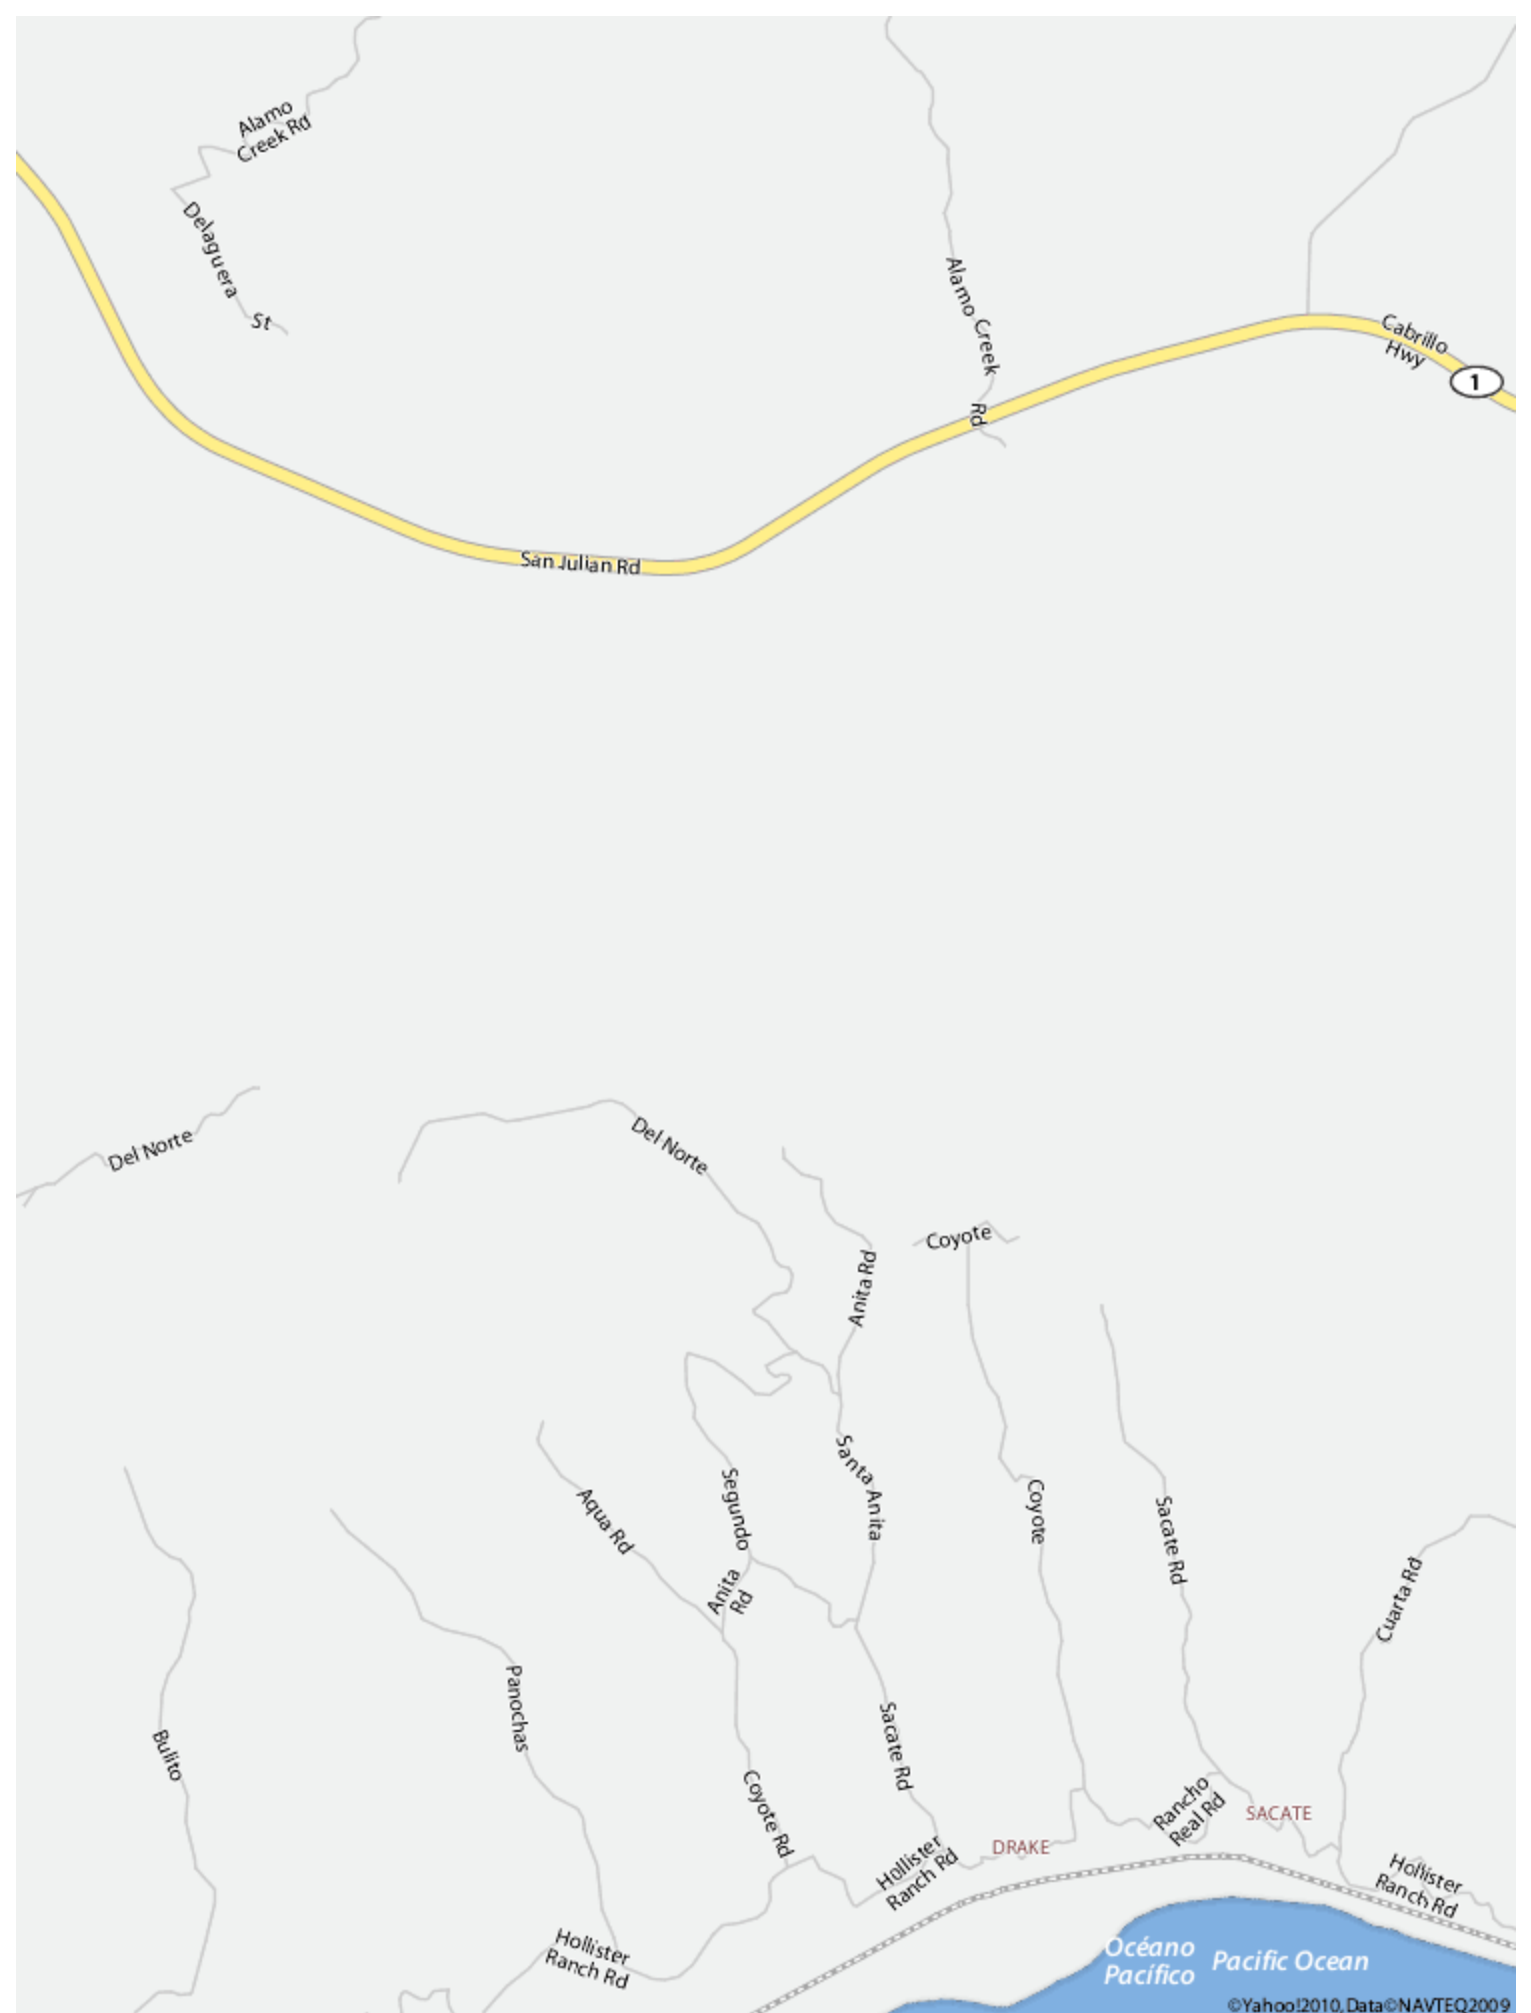 Alamo
Creek Rd
Delaguera
St
Alamo Creek
Rd
Cabrillo
Hwy
1
San Julian Rd
Del Norte
Del Norte
Anita Rd
Coyote
Santa Anita
Segundo
Aqua Rd
Coyote
Sacate Rd
Anita
Rd
Cuarta Rd
Panochas
Bulito
Sacate Rd
Coyote Rd
Rancho
Real Rd
SACATE
DRAKE
Hollister
Ranch Rd
Hollister
Ranch Rd
Hollister
Ranch Rd
Océano
Pacífico
Pacific Ocean
©Yahoo!2010, Data©NAVTEQ2009